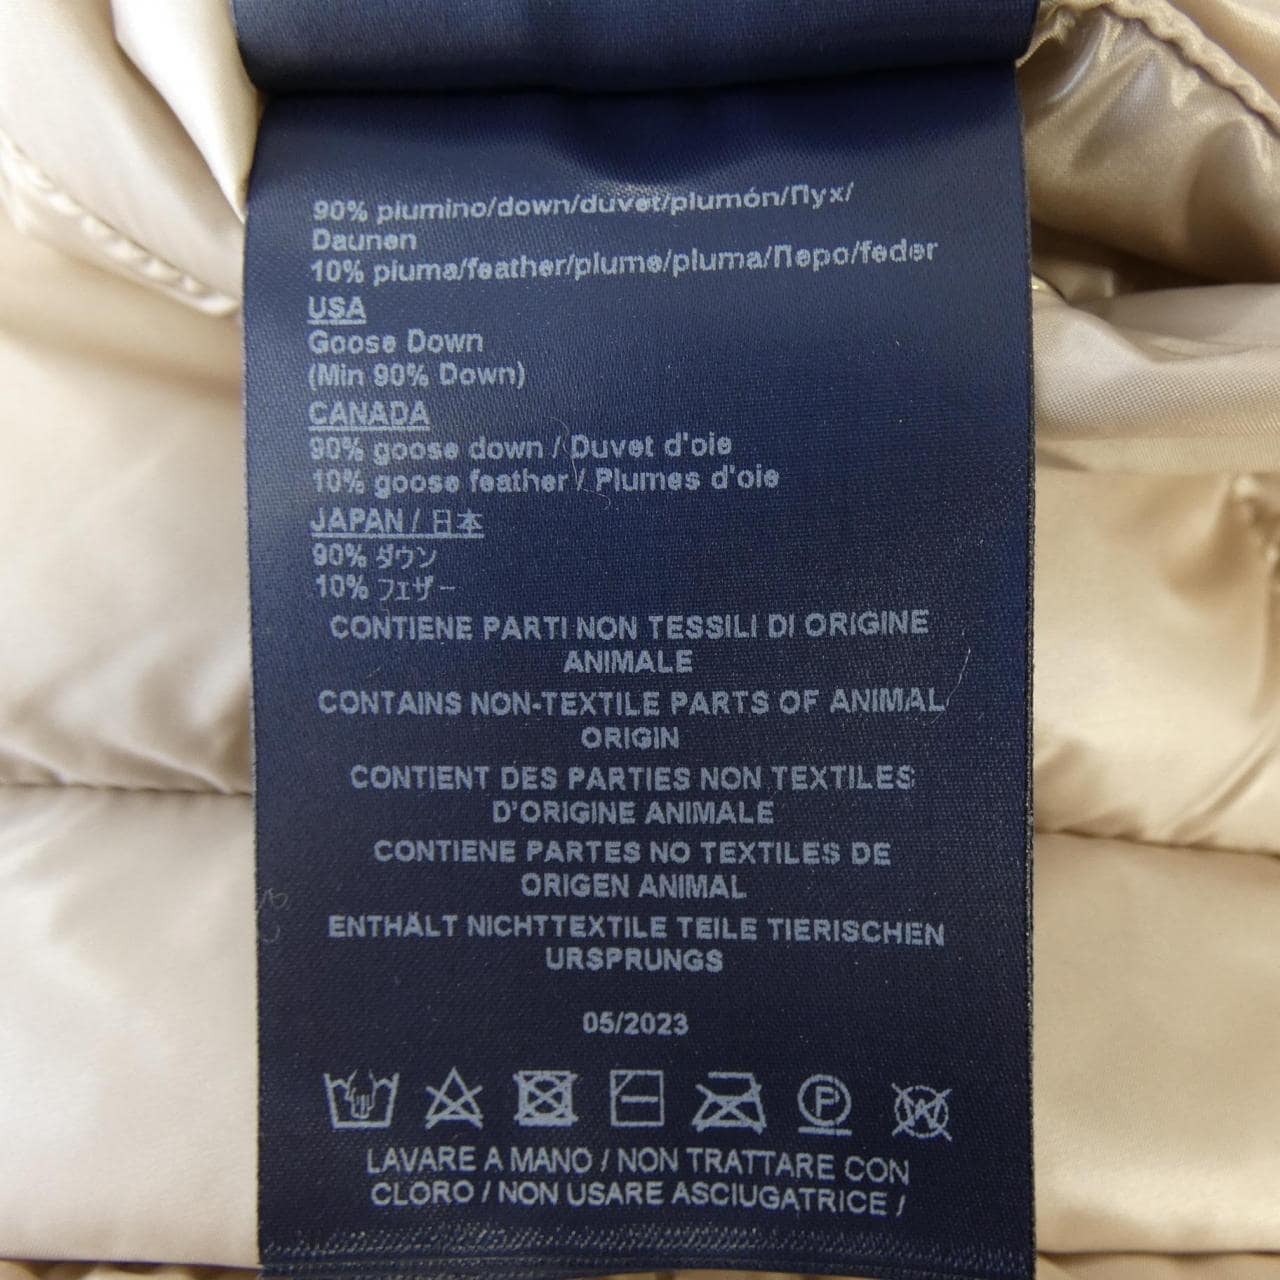 90% piumino/down/duvet/plumón/Пух/
Daunen
10% piuma/feather/plume/pluma/Перо/feder
USA
Goose Down
(Min 90% Down)
CANADA
90% goose down / Duvet d'oie
10% goose feather / Plumes d'oie
JAPAN / 日本
90% ダウン
10% フェザー
CONTIENE PARTI NON TESSILI DI ORIGINE
ANIMALE
CONTAINS NON-TEXTILE PARTS OF ANIMAL
ORIGIN
CONTIENT DES PARTIES NON TEXTILES
D'ORIGINE ANIMALE
CONTIENE PARTES NO TEXTILES DE
ORIGEN ANIMAL
ENTHÄLT NICHTTEXTILE TEILE TIERISCHEN
URSPRUNGS
05/2023
P W
LAVARE A MANO / NON TRATTARE CON
CLORO / NON USARE ASCIUGATRICE /